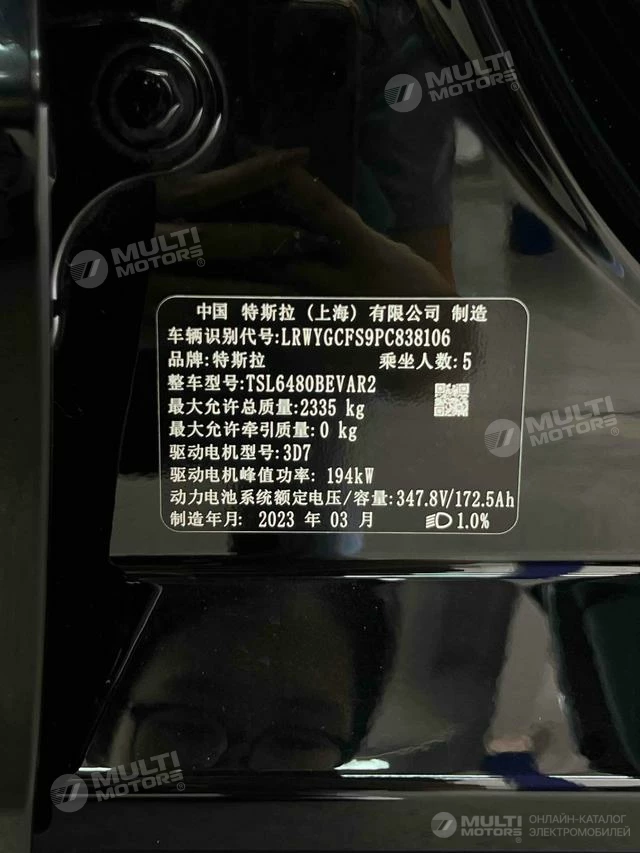 MULTI
MOTORS®
MULTI
MOTORS®
中国 特斯拉 (上海) 有限公司 制造
车辆识别代号:LRWYGCFS9PC838106
品牌:特斯拉 乘坐人数:5
整车型号:TSL6480BEVAR2
最大允许总质量:2335 kg
最大允许牵引质量:0 kg
驱动电机型号:3D7
驱动电机峰值功率: 194kW
动力电池系统额定电压/容量:347.8V/172.5Ah
制造年月: 2023 年 03 月 1.0%
MULTI
MOTORS®
MULTI
MOTORS®
MULTI
MOTORS®
ОНЛАЙН-КАТАЛОГ
ЭЛЕКТРОМОБИЛЕЙ